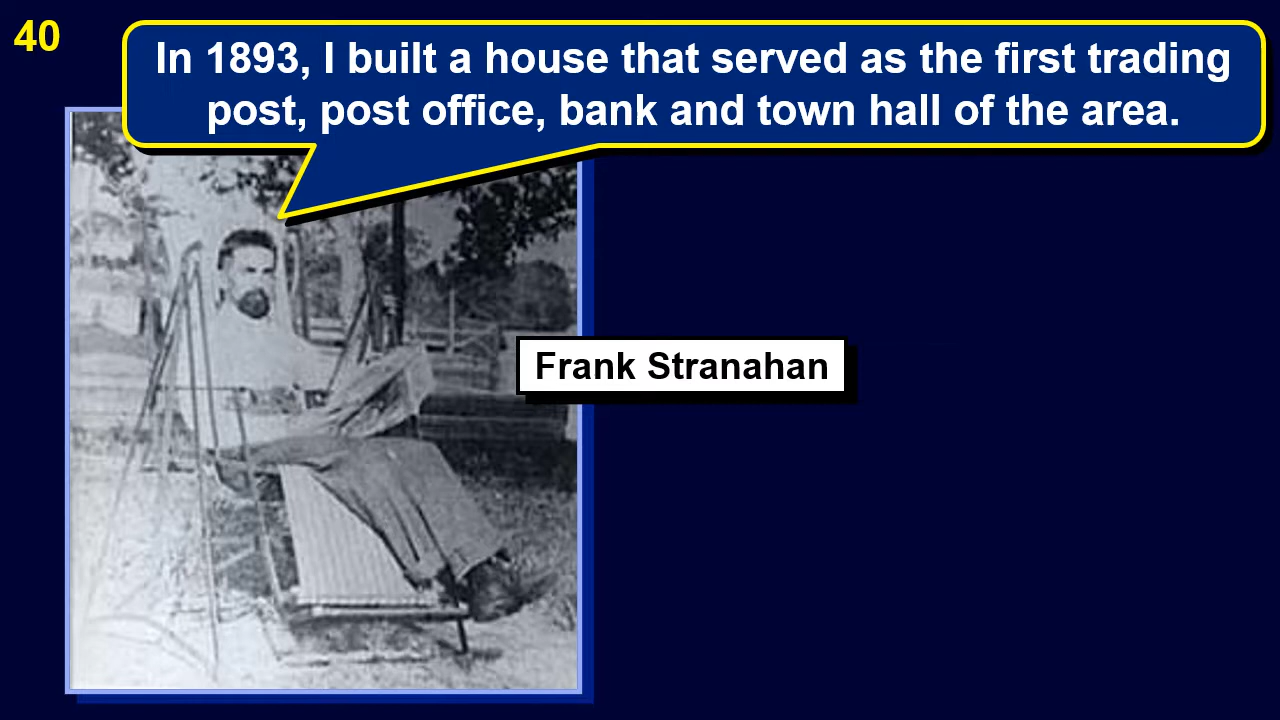 40
In 1893, I built a house that served as the first trading
post, post office, bank and town hall of the area.
Frank Stranahan